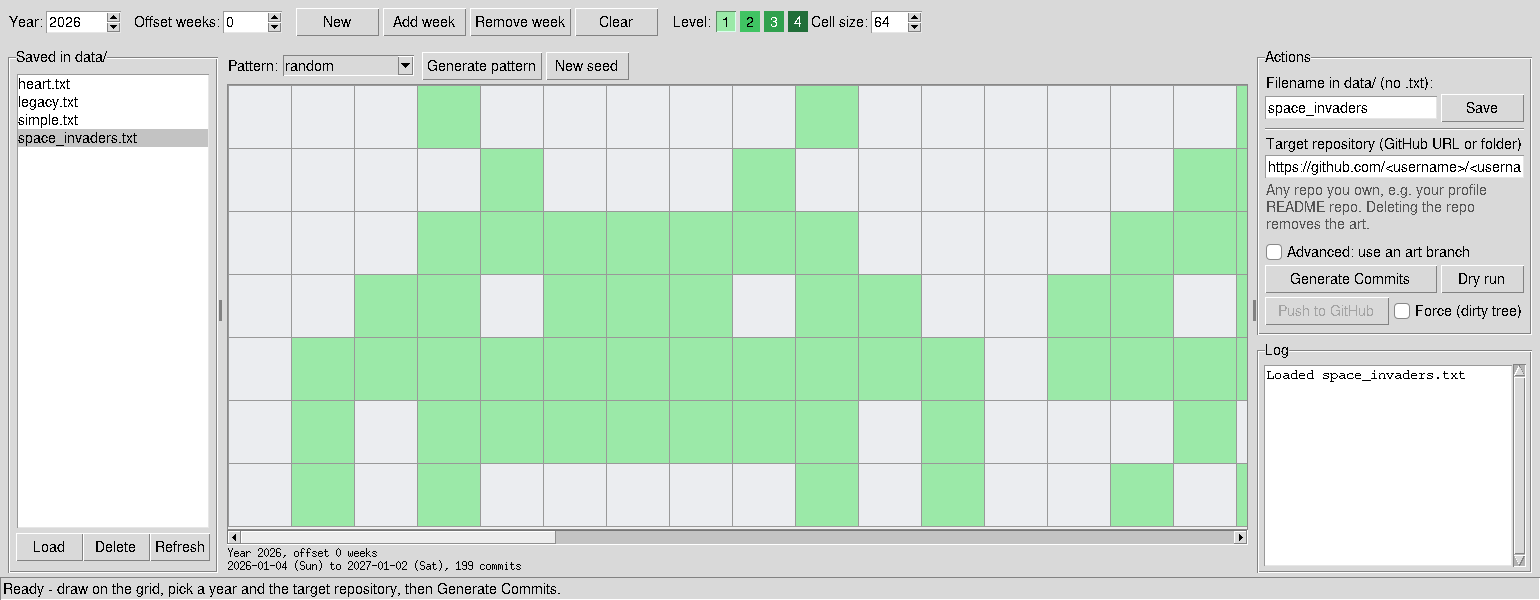 Year: 2026 Offset weeks: 0 New Add week Remove week Clear Level: 1 2 3 4 Cell size: 64
Saved in data/
heart.txt
legacy.txt
simple.txt
space_invaders.txt
Load Delete Refresh
Pattern: random Generate pattern New seed
Year 2026, offset 0 weeks
2026-01-04 (Sun) to 2027-01-02 (Sat), 199 commits
Actions
Filename in data/ (no .txt):
space_invaders Save
Target repository (GitHub URL or folder)
https://github.com/<username>/<userna
Any repo you own, e.g. your profile
README repo. Deleting the repo
removes the art.
Advanced: use an art branch
Generate Commits Dry run
Push to GitHub Force (dirty tree)
Log
Loaded space_invaders.txt
Ready - draw on the grid, pick a year and the target repository, then Generate Commits.